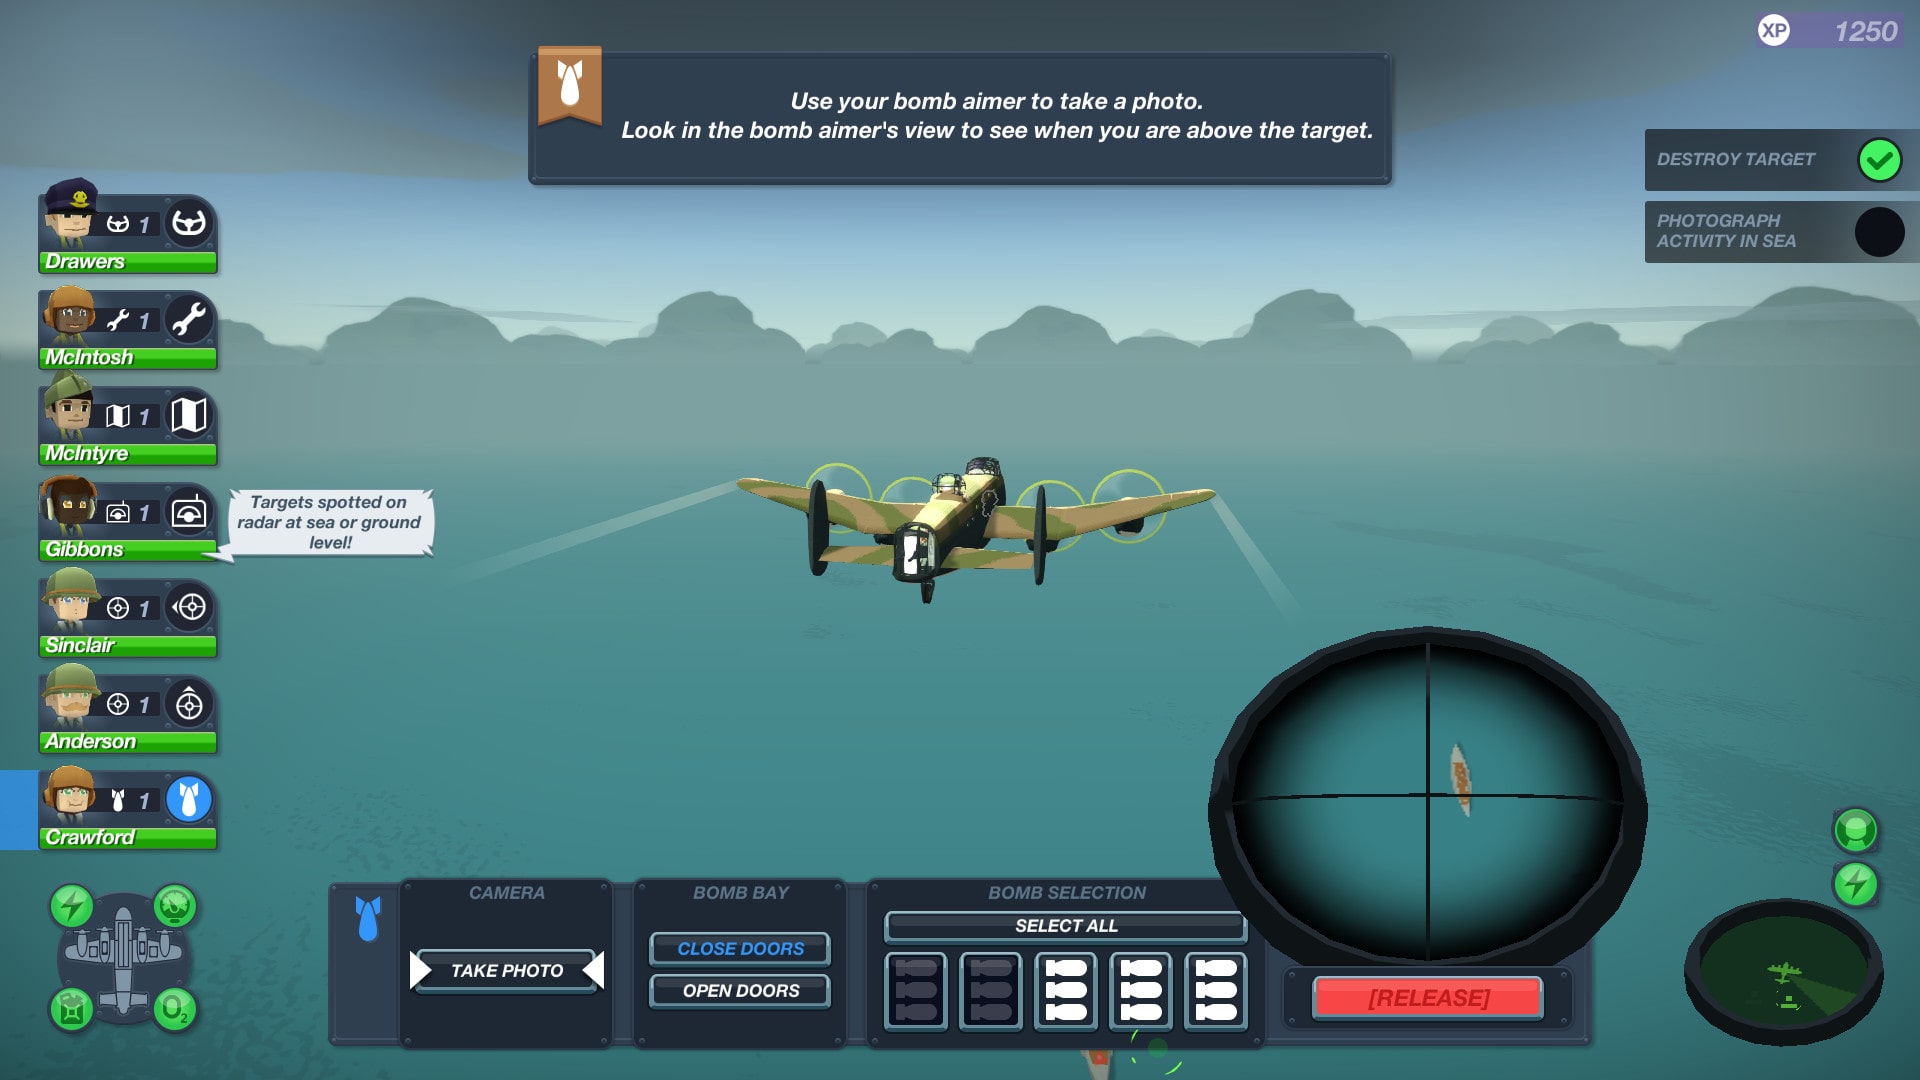 XP 1250
Use your bomb aimer to take a photo.
Look in the bomb aimer's view to see when you are above the target.
DESTROY TARGET
PHOTOGRAPH
ACTIVITY IN SEA
1
Drawers
1
McIntosh
1
McIntyre
1
Gibbons
Targets spotted on
radar at sea or ground
level!
1
Sinclair
1
Anderson
1
Crawford
O2
CAMERA
TAKE PHOTO
BOMB BAY
CLOSE DOORS
OPEN DOORS
BOMB SELECTION
SELECT ALL
[RELEASE]